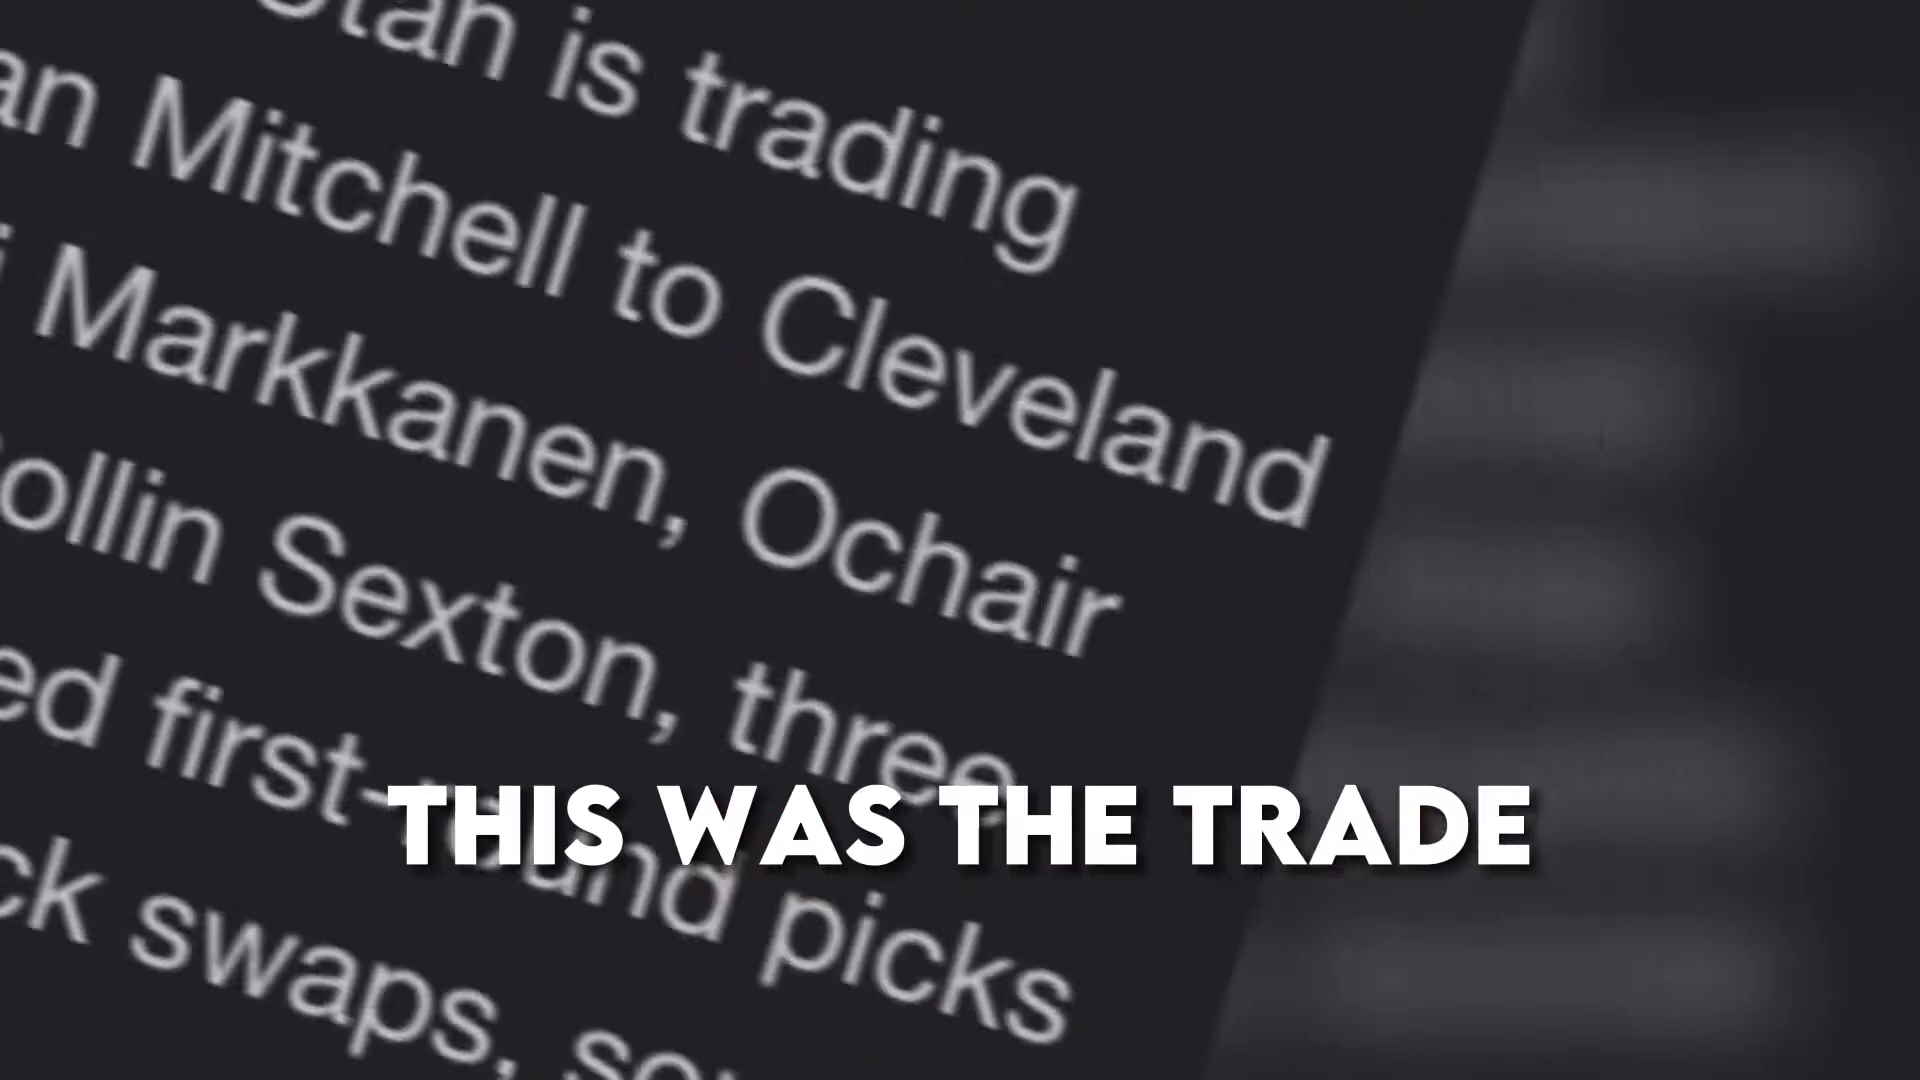 Utah is trading
an Mitchell to Cleveland
i Markkanen, Ochair
ollin Sexton, three
ed first-round picks
ck swaps, so
THIS WAS THE TRADE